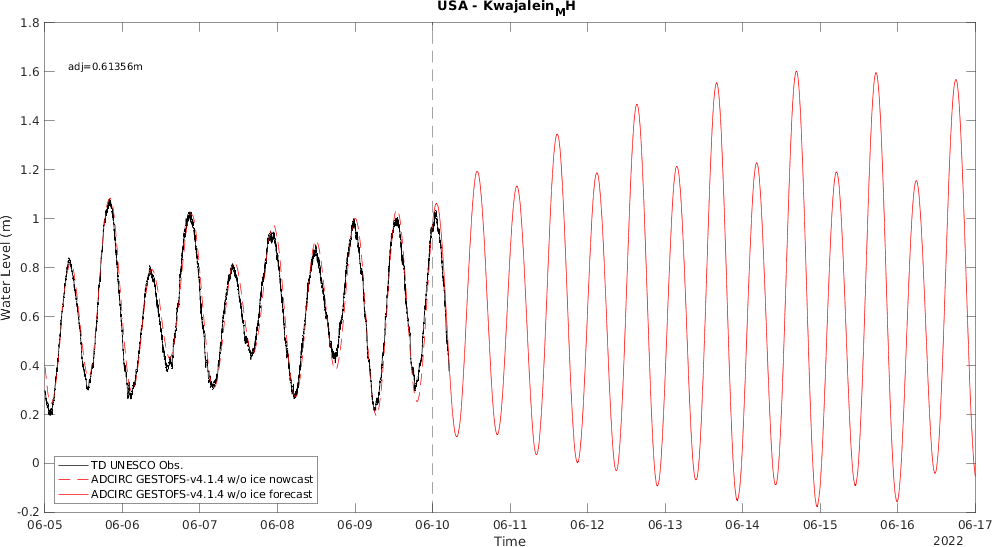 USA - Kwajalein_MH
adj=0.61356m
Water Level (m)
1.8
1.6
1.4
1.2
1
0.8
0.6
0.4
0.2
0
-0.2
TD UNESCO Obs.
ADCIRC GESTOFS-v4.1.4 w/o ice nowcast
ADCIRC GESTOFS-v4.1.4 w/o ice forecast
06-05 06-06 06-07 06-08 06-09 06-10 06-11 06-12 06-13 06-14 06-15 06-16 06-17
Time
2022